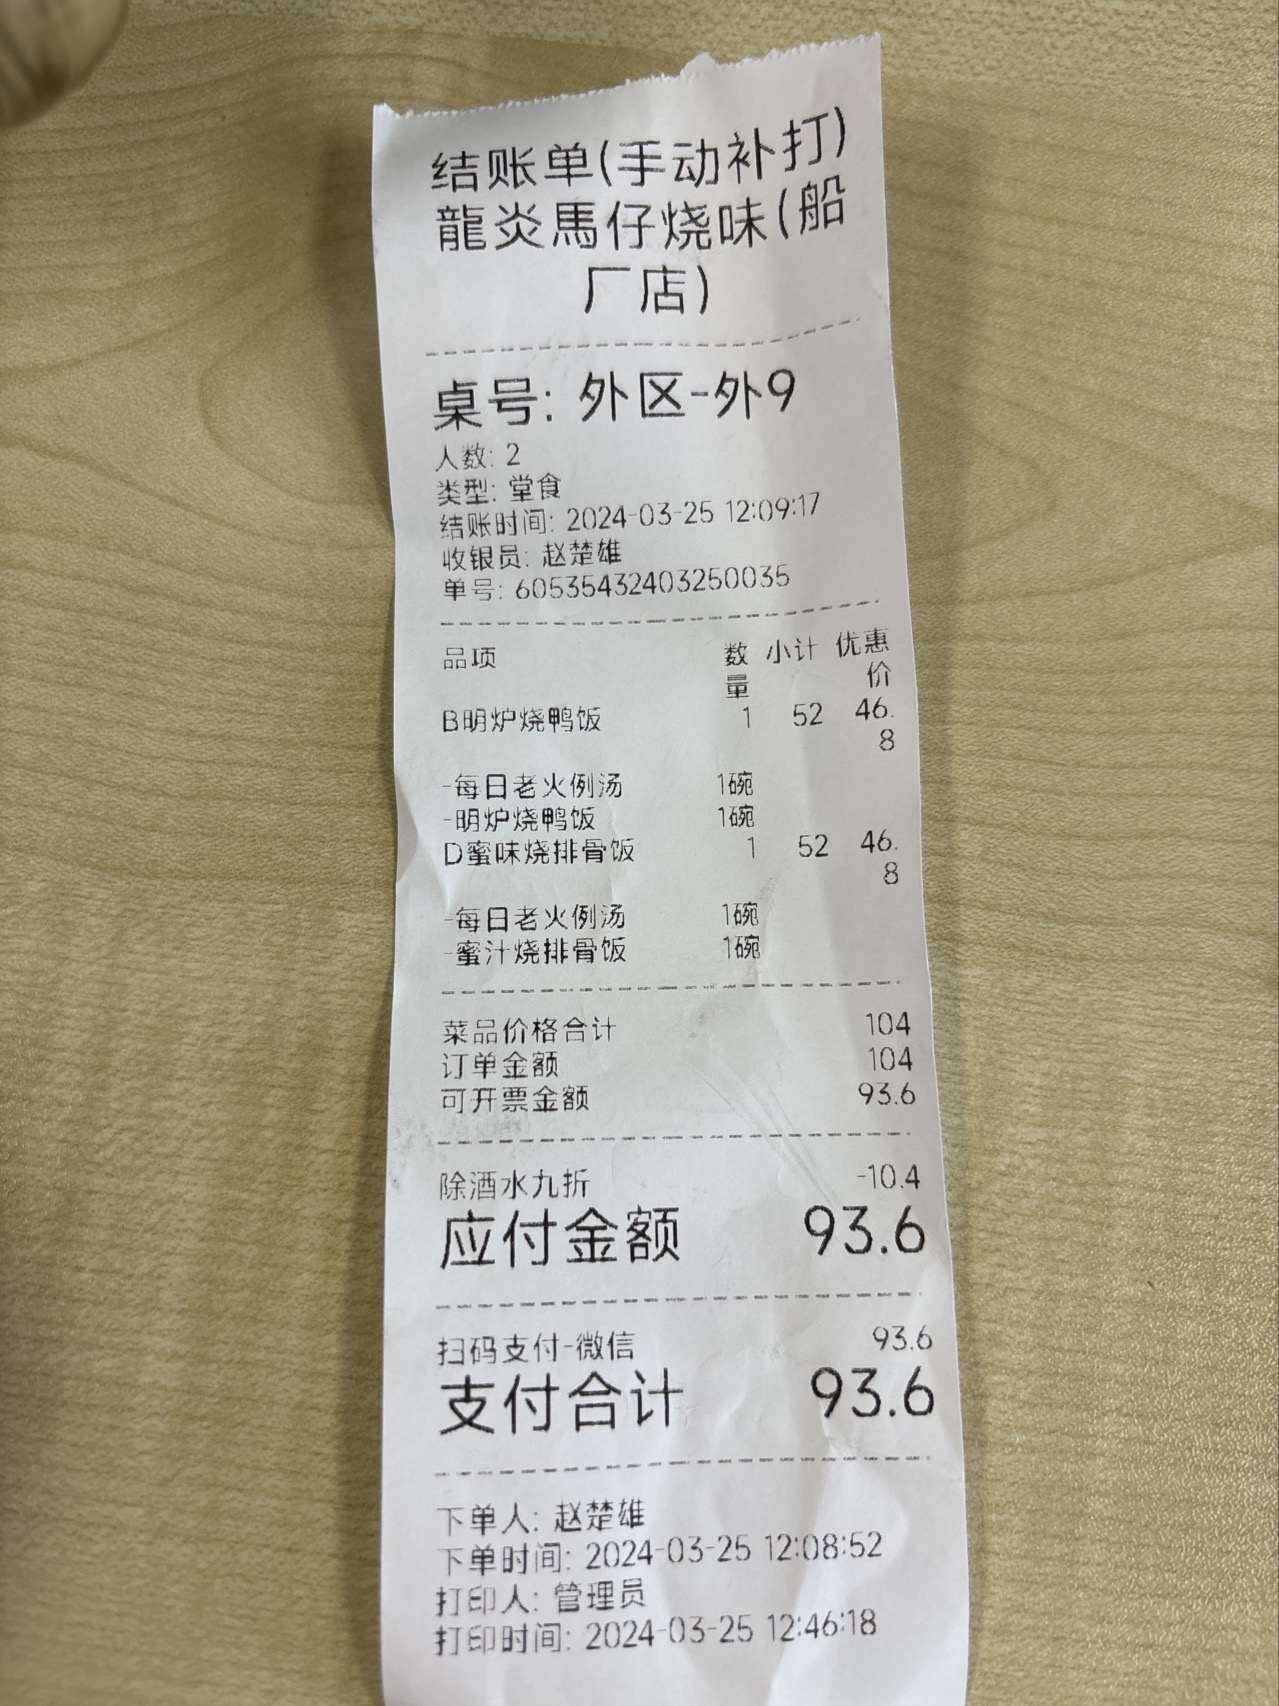 结账单(手动补打)
龍炎馬仔烧味(船
厂店)
桌号: 外区-外9
人数: 2
类型: 堂食
结账时间: 2024-03-25 12:09:17
收银员: 赵楚雄
单号: 60535432403250035
品项 数 小计 优惠
量 价
B明炉烧鸭饭 1 52 46.
8
-每日老火例汤 1碗
-明炉烧鸭饭 1碗
D蜜味烧排骨饭 1 52 46.
8
-每日老火例汤 1碗
-蜜汁烧排骨饭 1碗
菜品价格合计 104
订单金额 104
可开票金额 93.6
除酒水九折 -10.4
应付金额 93.6
扫码支付-微信 93.6
支付合计 93.6
下单人: 赵楚雄
下单时间: 2024-03-25 12:08:52
打印人: 管理员
打印时间: 2024-03-25 12:46:18